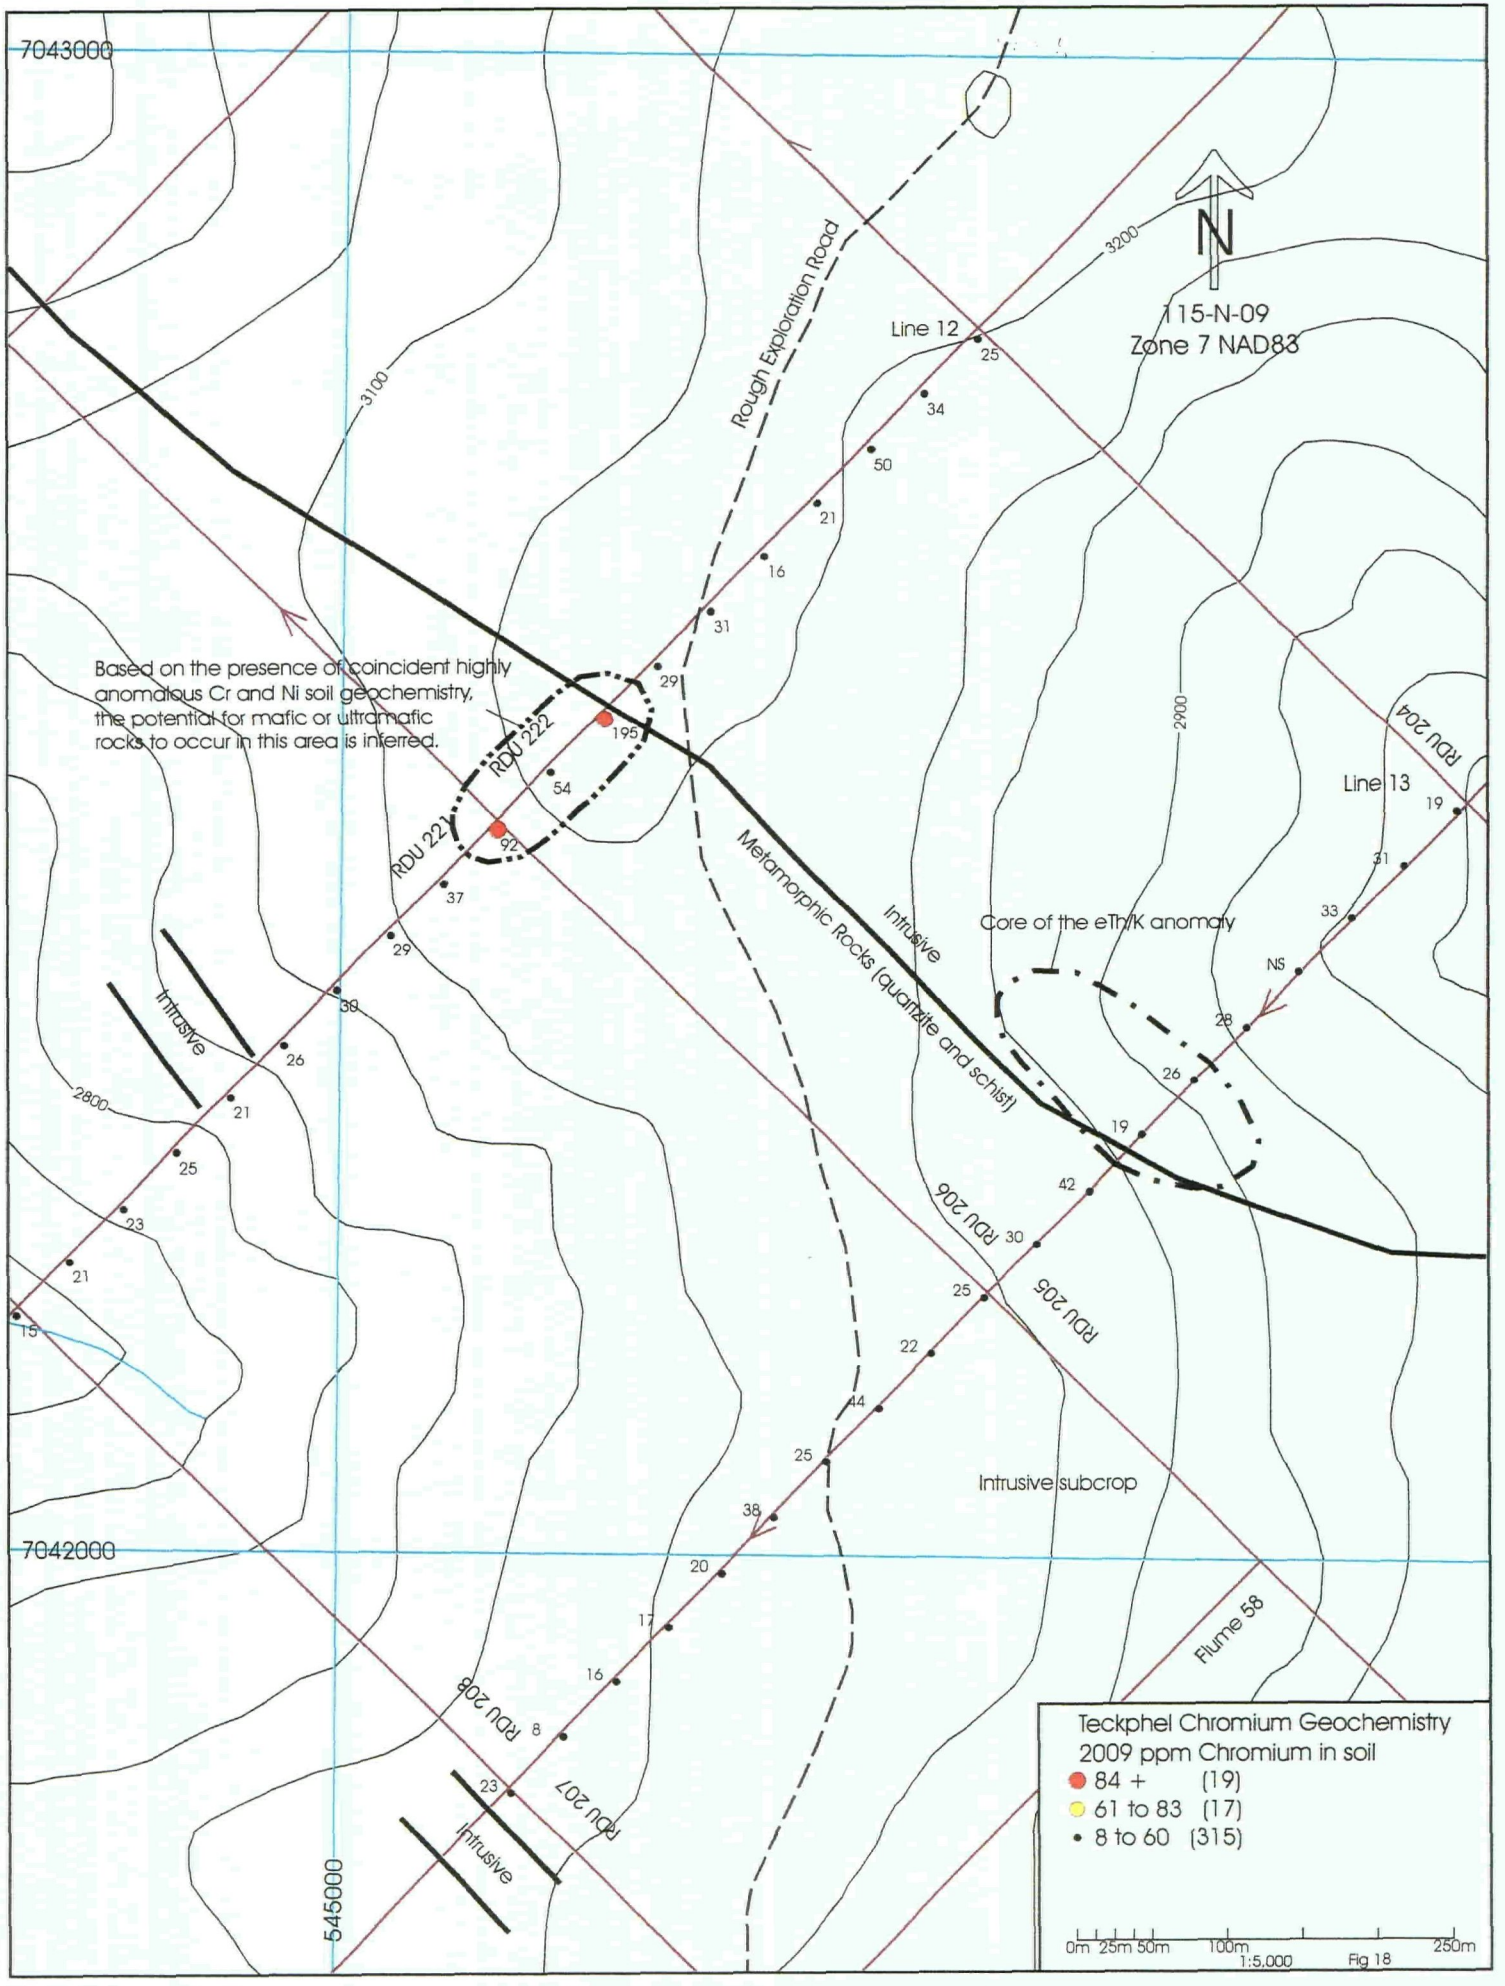 7043000
3200
N
115-N-09
Zone 7 NAD83
Line 12
25
34
50
21
16
31
29
Rough Exploration Road
3100
Based on the presence of coincident highly
anomalous Cr and Ni soil geochemistry,
the potential for mafic or ultramafic
rocks to occur in this area is inferred.
RDU 222
195
54
92
RDU 221
37
29
30
26
21
25
23
21
15
Intrusive
2800
2900
RDU 204
Line 13
19
31
33
NS
28
26
19
42
30
25
22
44
25
38
20
17
16
8
23
Core of the eTh/K anomaly
Intrusive
Metamorphic Rocks (quartzite and schist)
RDU 206
RDU 205
Intrusive subcrop
7042000
Flume 58
RDU 208
RDU 207
Intrusive
545000
Teckphel Chromium Geochemistry
2009 ppm Chromium in soil
84 + (19)
61 to 83 (17)
8 to 60 (315)
0m 25m 50m 100m 250m
1:5,000 Fig 18